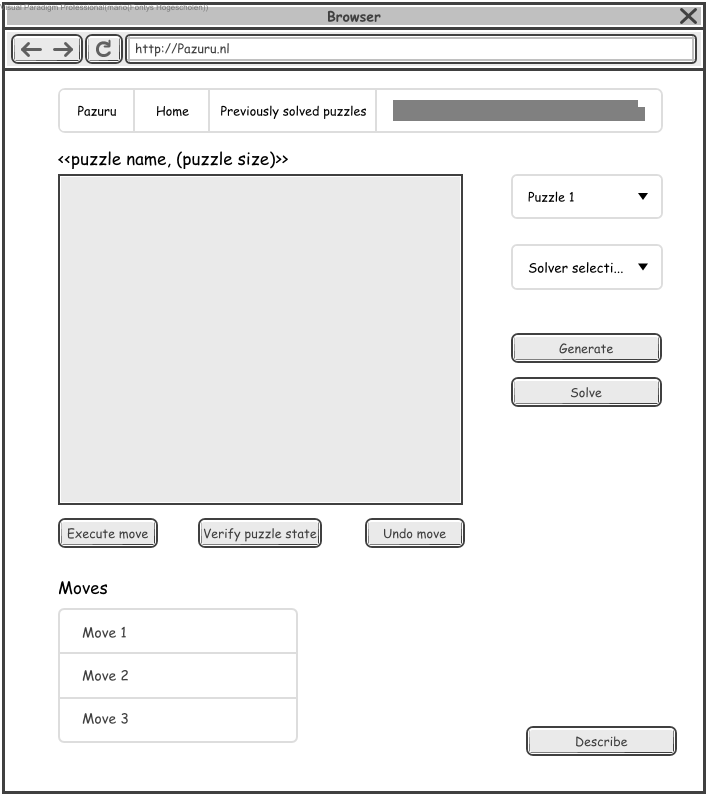 Visual Paradigm Professional(mano(Fontys Hogescholen))
Browser
http://Pazuru.nl
Pazuru
Home
Previously solved puzzles
<<puzzle name, (puzzle size)>>
Puzzle 1
Solver selecti...
Generate
Solve
Execute move
Verify puzzle state
Undo move
Moves
Move 1
Move 2
Move 3
Describe